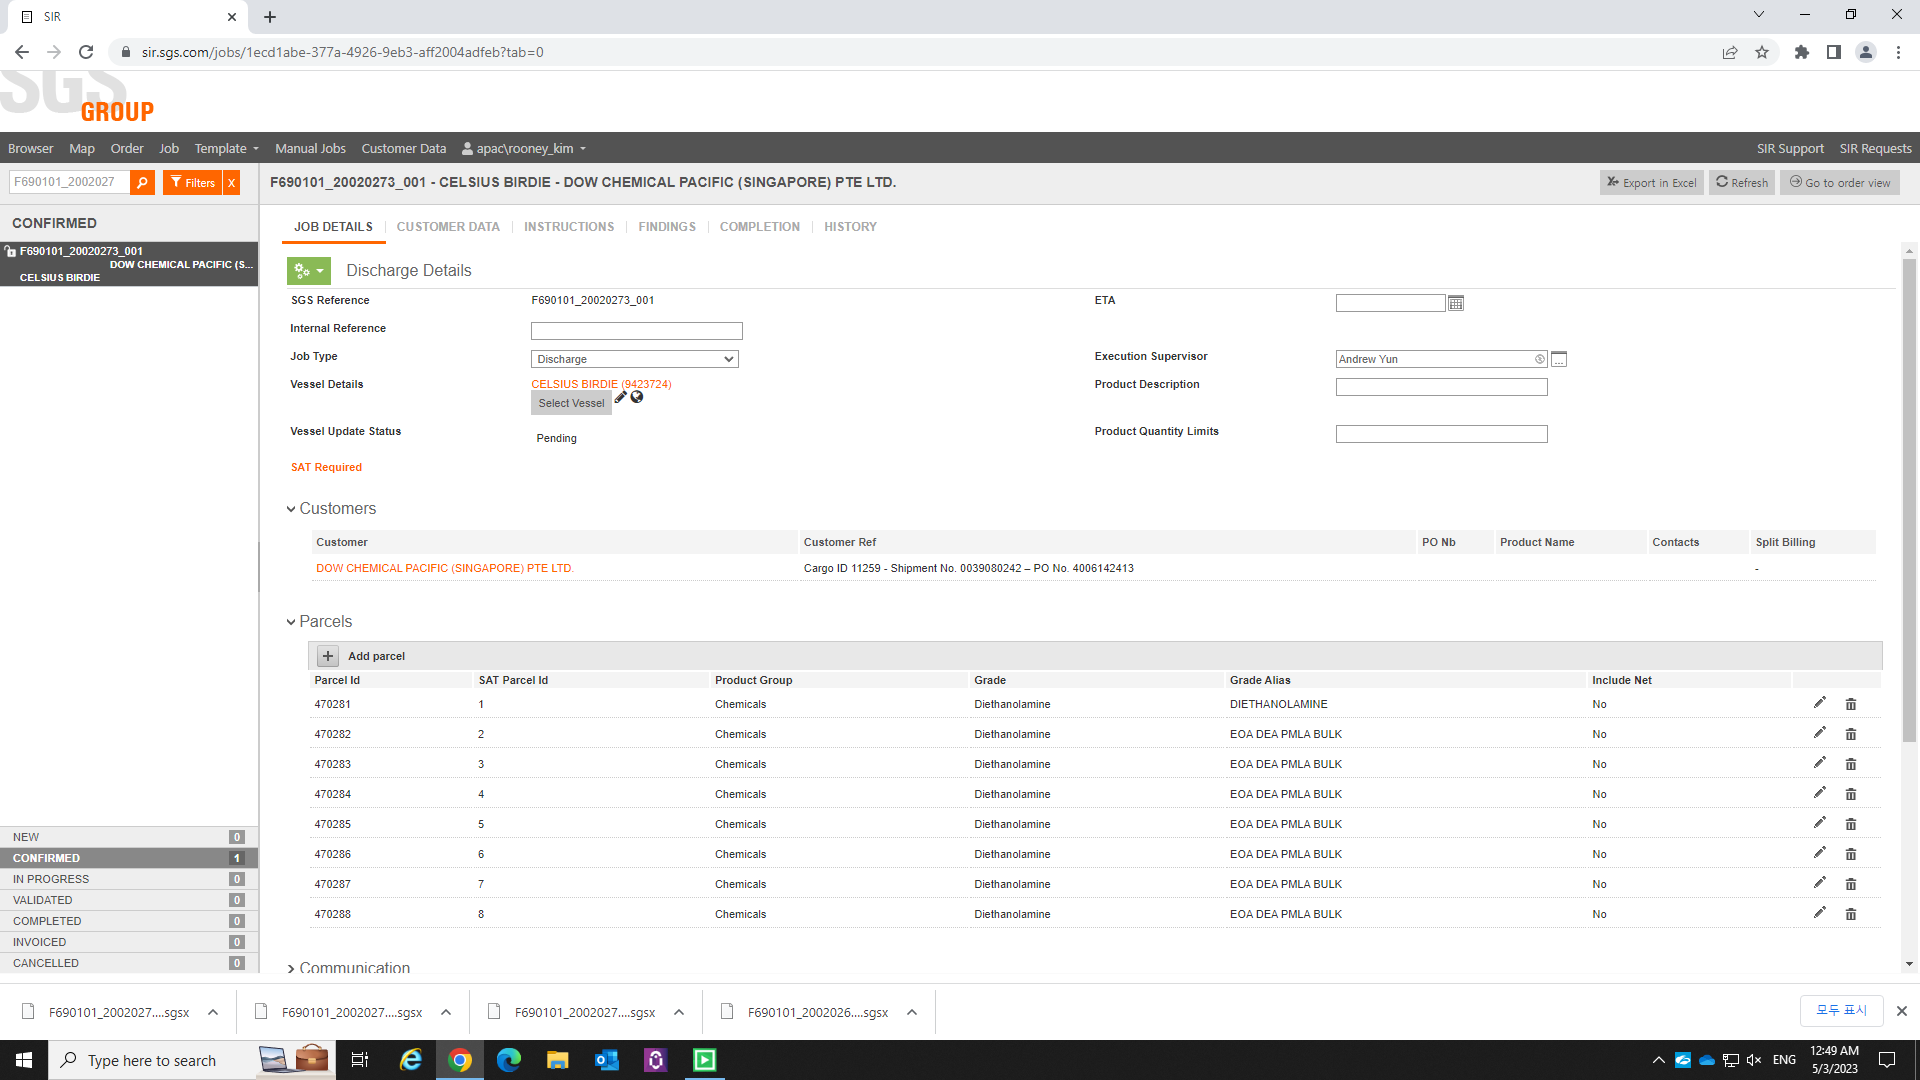 SIR
sir.sgs.com/jobs/1ecd1abe-377a-4926-9eb3-aff2004adfeb?tab=0
SGS
GROUP
Browser Map Order Job Template Manual Jobs Customer Data apac\rooney_kim SIR Support SIR Requests
F690101_2002027 Filters X F690101_20020273_001 - CELSIUS BIRDIE - DOW CHEMICAL PACIFIC (SINGAPORE) PTE LTD. Export in Excel Refresh Go to order view
CONFIRMED
F690101_20020273_001
DOW CHEMICAL PACIFIC (S...
CELSIUS BIRDIE
JOB DETAILS CUSTOMER DATA INSTRUCTIONS FINDINGS COMPLETION HISTORY
Discharge Details
SGS Reference F690101_20020273_001 ETA
Internal Reference
Job Type Discharge Execution Supervisor Andrew Yun
Vessel Details CELSIUS BIRDIE (9423724) Product Description
Select Vessel
Vessel Update Status Pending Product Quantity Limits
SAT Required
Customers
Customer Customer Ref PO Nb Product Name Contacts Split Billing
DOW CHEMICAL PACIFIC (SINGAPORE) PTE LTD. Cargo ID 11259 - Shipment No. 0039080242 – PO No. 4006142413 -
Parcels
+ Add parcel
Parcel Id SAT Parcel Id Product Group Grade Grade Alias Include Net
470281 1 Chemicals Diethanolamine DIETHANOLAMINE No
470282 2 Chemicals Diethanolamine EOA DEA PMLA BULK No
470283 3 Chemicals Diethanolamine EOA DEA PMLA BULK No
470284 4 Chemicals Diethanolamine EOA DEA PMLA BULK No
470285 5 Chemicals Diethanolamine EOA DEA PMLA BULK No
470286 6 Chemicals Diethanolamine EOA DEA PMLA BULK No
470287 7 Chemicals Diethanolamine EOA DEA PMLA BULK No
470288 8 Chemicals Diethanolamine EOA DEA PMLA BULK No
Communication
NEW 0
CONFIRMED 1
IN PROGRESS 0
VALIDATED 0
COMPLETED 0
INVOICED 0
CANCELLED 0
F690101_2002027....sgsx F690101_2002027....sgsx F690101_2002027....sgsx F690101_2002026....sgsx 모두 표시
Type here to search ENG 12:49 AM
5/3/2023